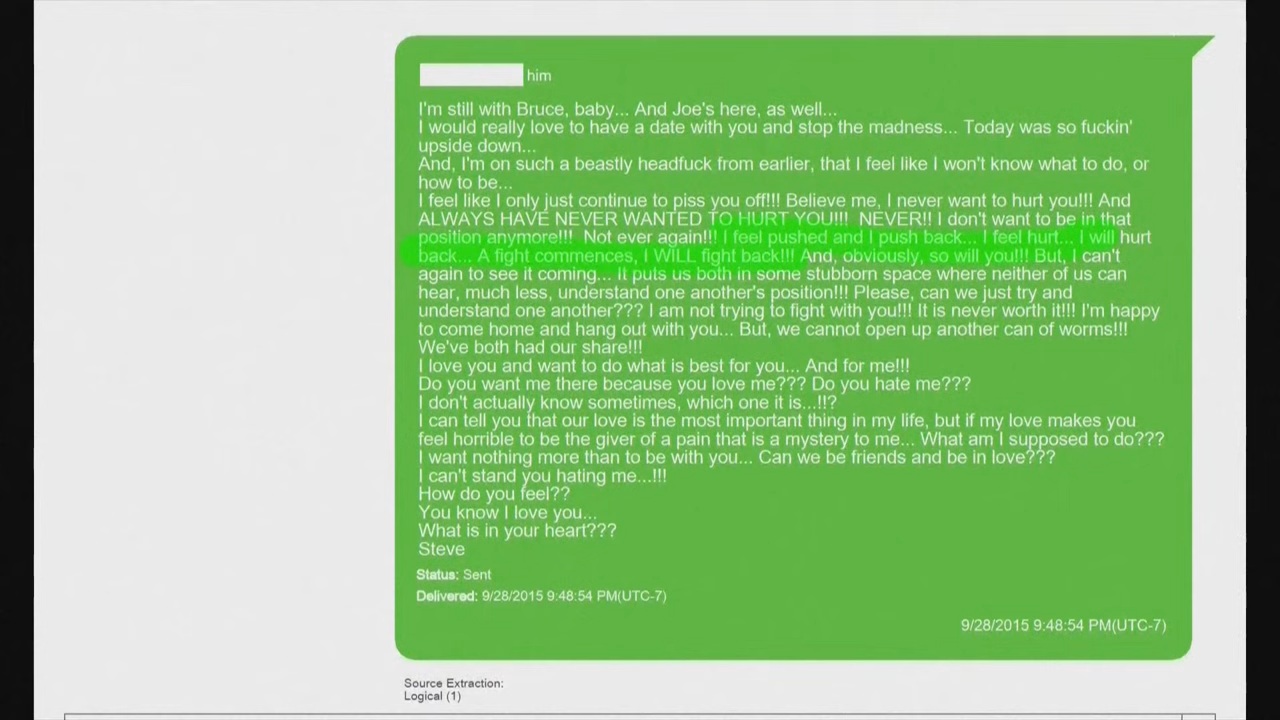 him
I'm still with Bruce, baby... And Joe's here, as well...
I would really love to have a date with you and stop the madness... Today was so fuckin'
upside down...
And, I'm on such a beastly headfuck from earlier, that I feel like I won't know what to do, or
how to be...
I feel like I only just continue to piss you off!!! Believe me, I never want to hurt you!!! And
ALWAYS HAVE NEVER WANTED TO HURT YOU!!!  NEVER!! I don't want to be in that
position anymore!!!  Not ever again!!! I feel pushed and I push back... I feel hurt... I will hurt
back... A fight commences, I WILL fight back!!! And, obviously, so will you!!! But, I can't
again to see it coming... It puts us both in some stubborn space where neither of us can
hear, much less, understand one another's position!!! Please, can we just try and
understand one another??? I am not trying to fight with you!!! It is never worth it!!! I'm happy
to come home and hang out with you... But, we cannot open up another can of worms!!!
We've both had our share!!!
I love you and want to do what is best for you... And for me!!!
Do you want me there because you love me??? Do you hate me???
I don't actually know sometimes, which one it is...!!?
I can tell you that our love is the most important thing in my life, but if my love makes you
feel horrible to be the giver of a pain that is a mystery to me... What am I supposed to do???
I want nothing more than to be with you... Can we be friends and be in love???
I can't stand you hating me...!!!
How do you feel??
You know I love you...
What is in your heart???
Steve
Status: Sent
Delivered: 9/28/2015 9:48:54 PM(UTC-7)
9/28/2015 9:48:54 PM(UTC-7)
Source Extraction:
Logical (1)